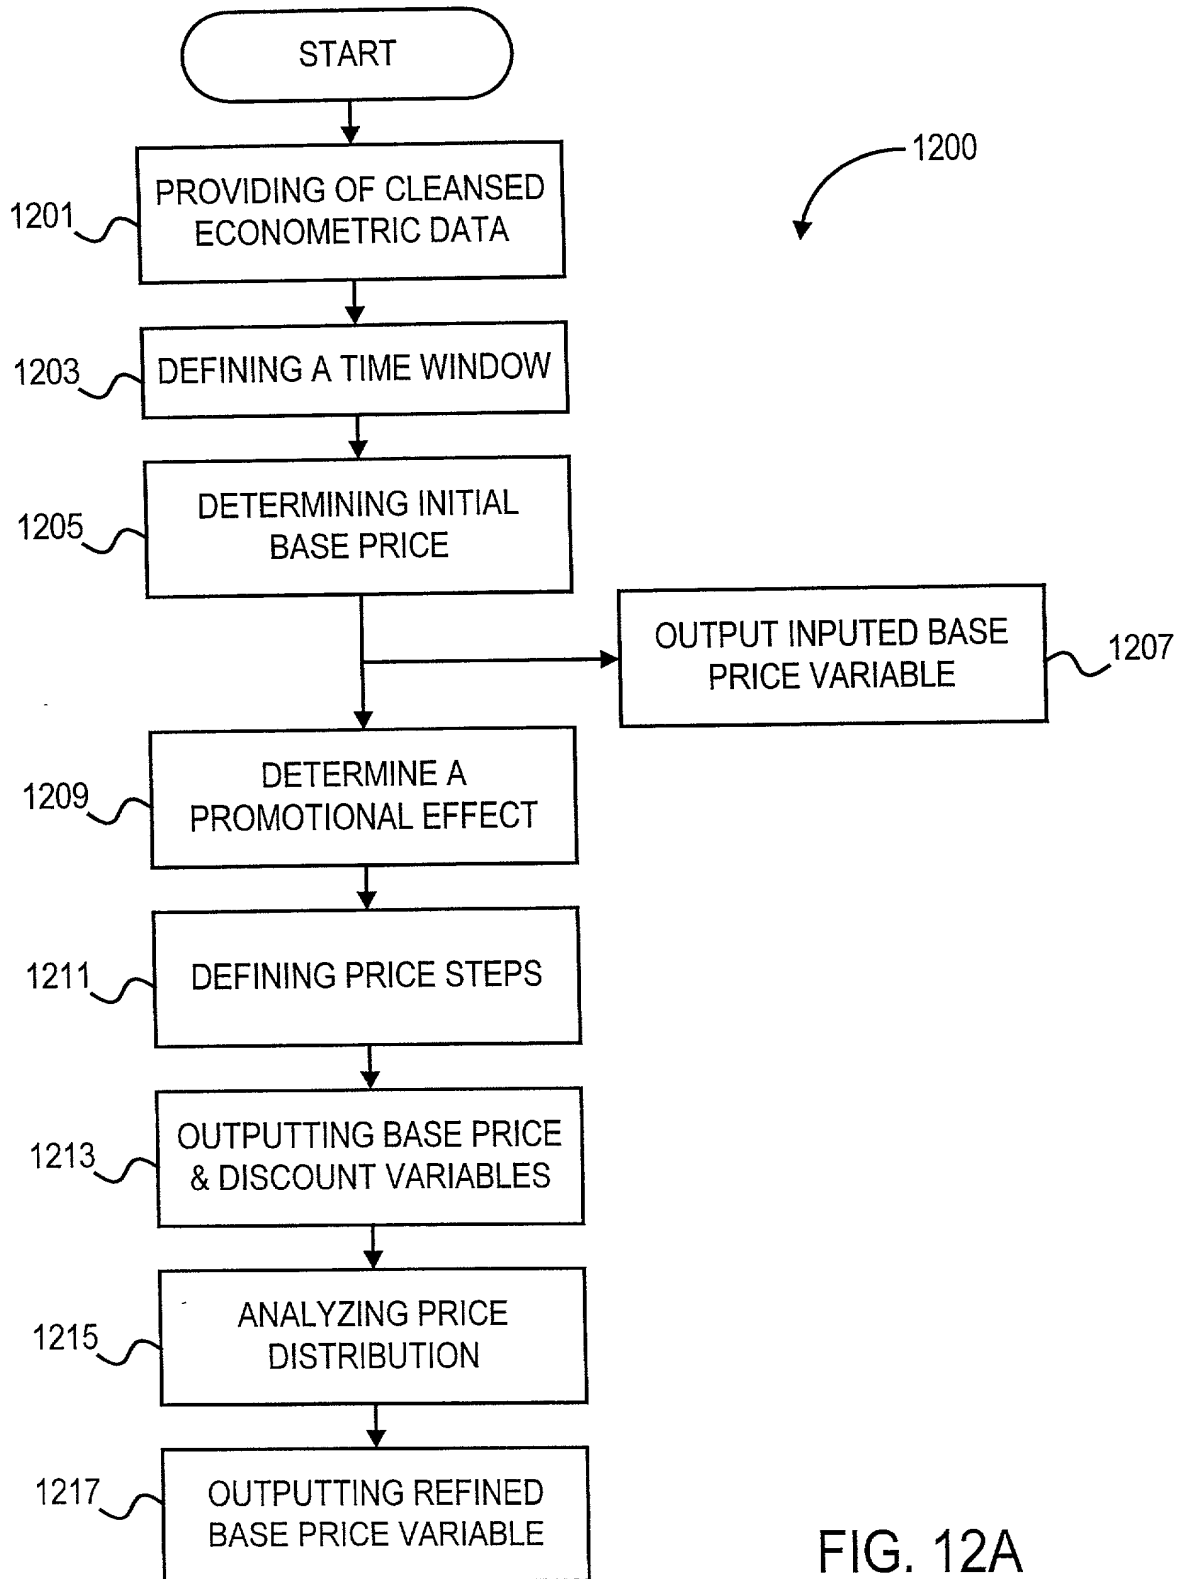 START
1200
PROVIDING OF CLEANSED
ECONOMETRIC DATA
1201
DEFINING A TIME WINDOW
1203
DETERMINING INITIAL
BASE PRICE
1205
OUTPUT INPUTED BASE
PRICE VARIABLE
1207
DETERMINE A
PROMOTIONAL EFFECT
1209
DEFINING PRICE STEPS
1211
OUTPUTTING BASE PRICE
& DISCOUNT VARIABLES
1213
ANALYZING PRICE
DISTRIBUTION
1215
OUTPUTTING REFINED
BASE PRICE VARIABLE
1217
FIG. 12A